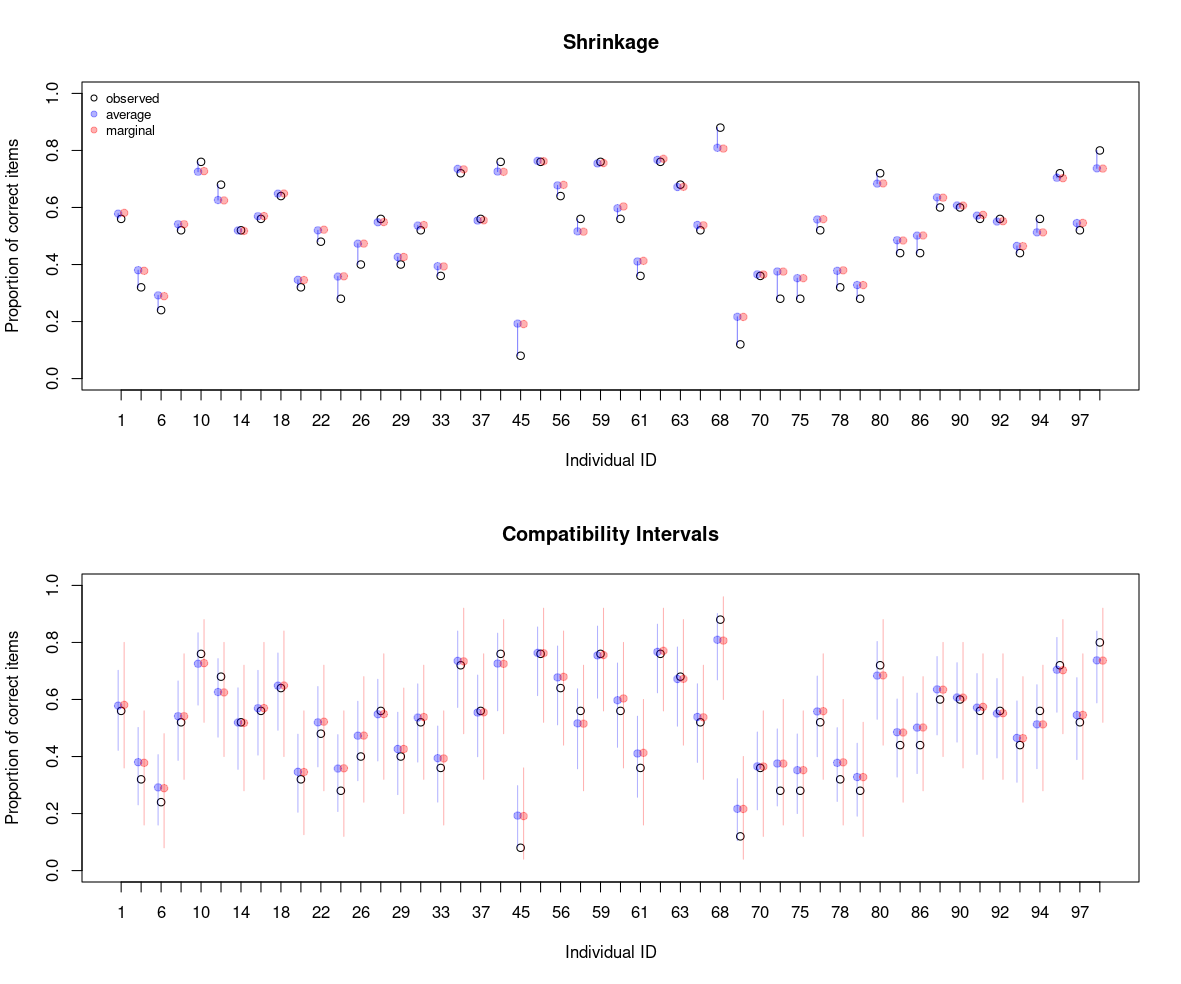 Shrinkage
Proportion of correct items
1.0
0.8
0.6
0.4
0.2
0.0
observed
average
marginal
1 6 10 14 18 22 26 29 33 37 45 56 59 61 63 68 70 75 78 80 86 90 92 94 97
Individual ID
Compatibility Intervals
Proportion of correct items
1.0
0.8
0.6
0.4
0.2
0.0
1 6 10 14 18 22 26 29 33 37 45 56 59 61 63 68 70 75 78 80 86 90 92 94 97
Individual ID